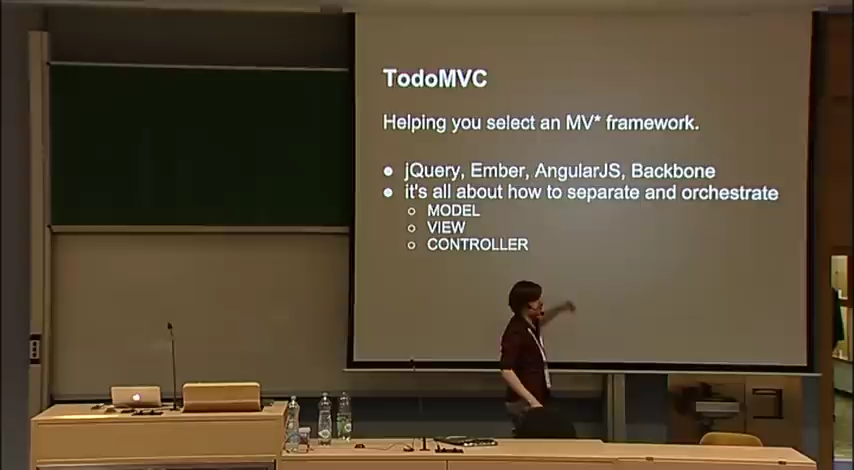 TodoMVC
Helping you select an MV* framework.
● jQuery, Ember, AngularJS, Backbone
● it's all about how to separate and orchestrate
○ MODEL
○ VIEW
○ CONTROLLER